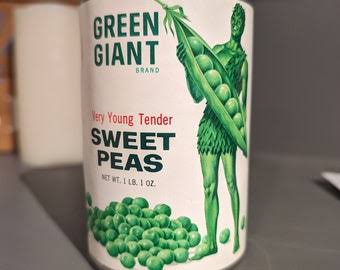 GREEN
GIANT
BRAND
Very Young Tender
SWEET
PEAS
NET WT. 1 LB. 1 OZ.